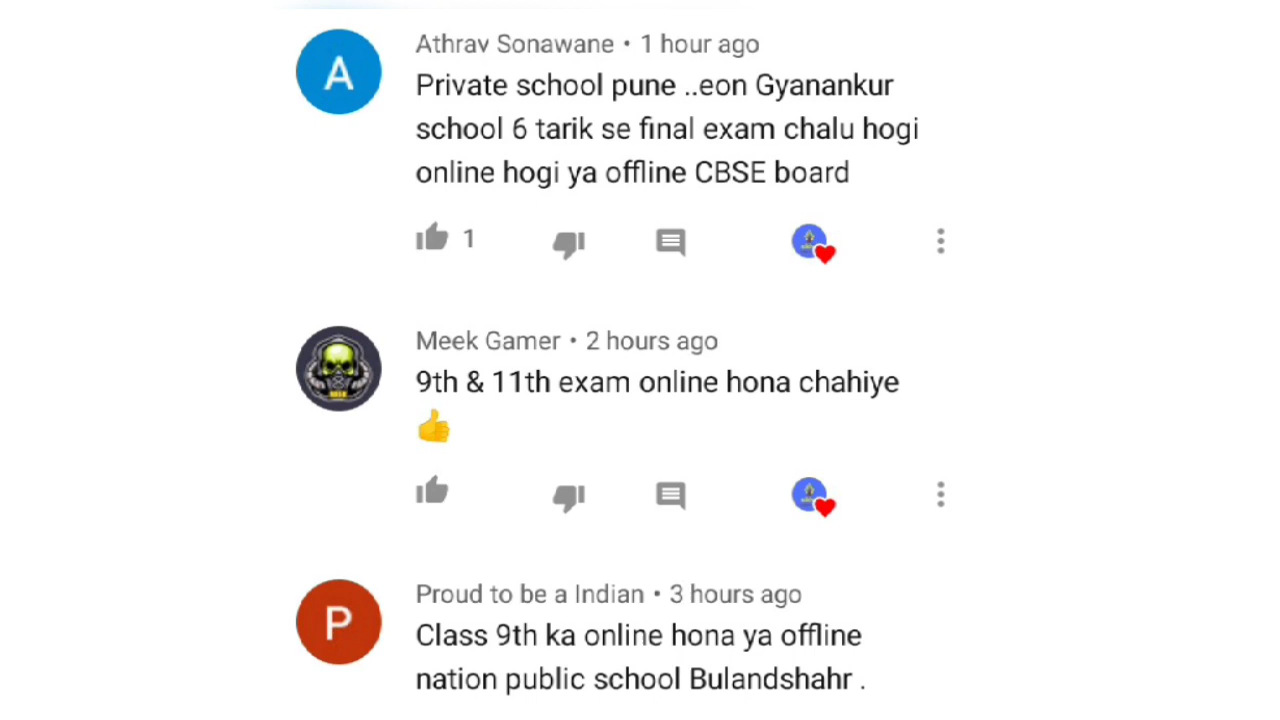 A
Athrav Sonawane • 1 hour ago
Private school pune ..eon Gyanankur
school 6 tarik se final exam chalu hogi
online hogi ya offline CBSE board
1
Meek Gamer • 2 hours ago
9th & 11th exam online hona chahiye
👍
P
Proud to be a Indian • 3 hours ago
Class 9th ka online hona ya offline
nation public school Bulandshahr .